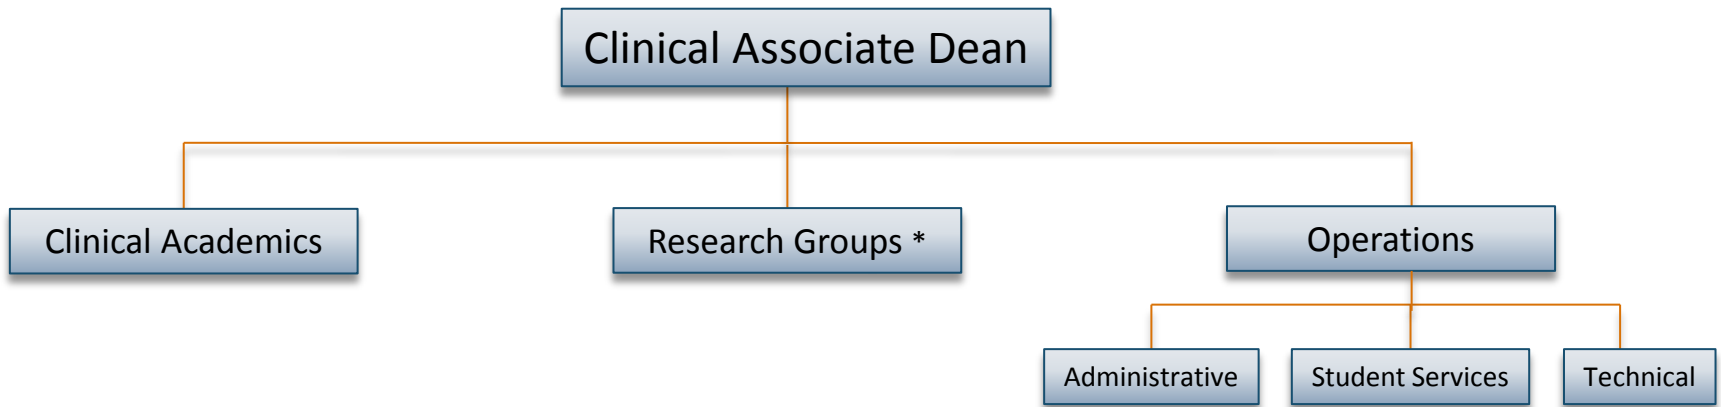 Clinical Associate Dean
Clinical Academics
Research Groups *
Operations
Administrative
Student Services
Technical